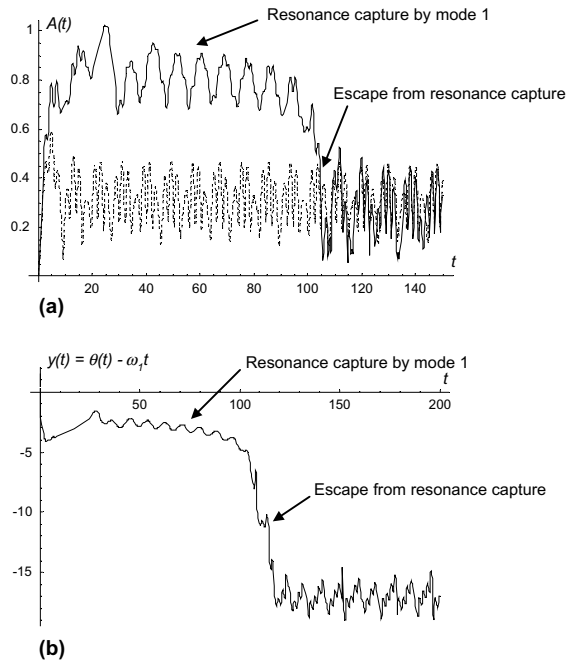 A(t)
Resonance capture by mode 1
1
0.8
Escape from resonance capture
0.6
0.4
0.2
t
20 40 60 80 100 120 140
(a)
y(t) = θ(t) - ω₁t
Resonance capture by mode 1
t
50 100 150 200
-5
-10
Escape from resonance capture
-15
(b)